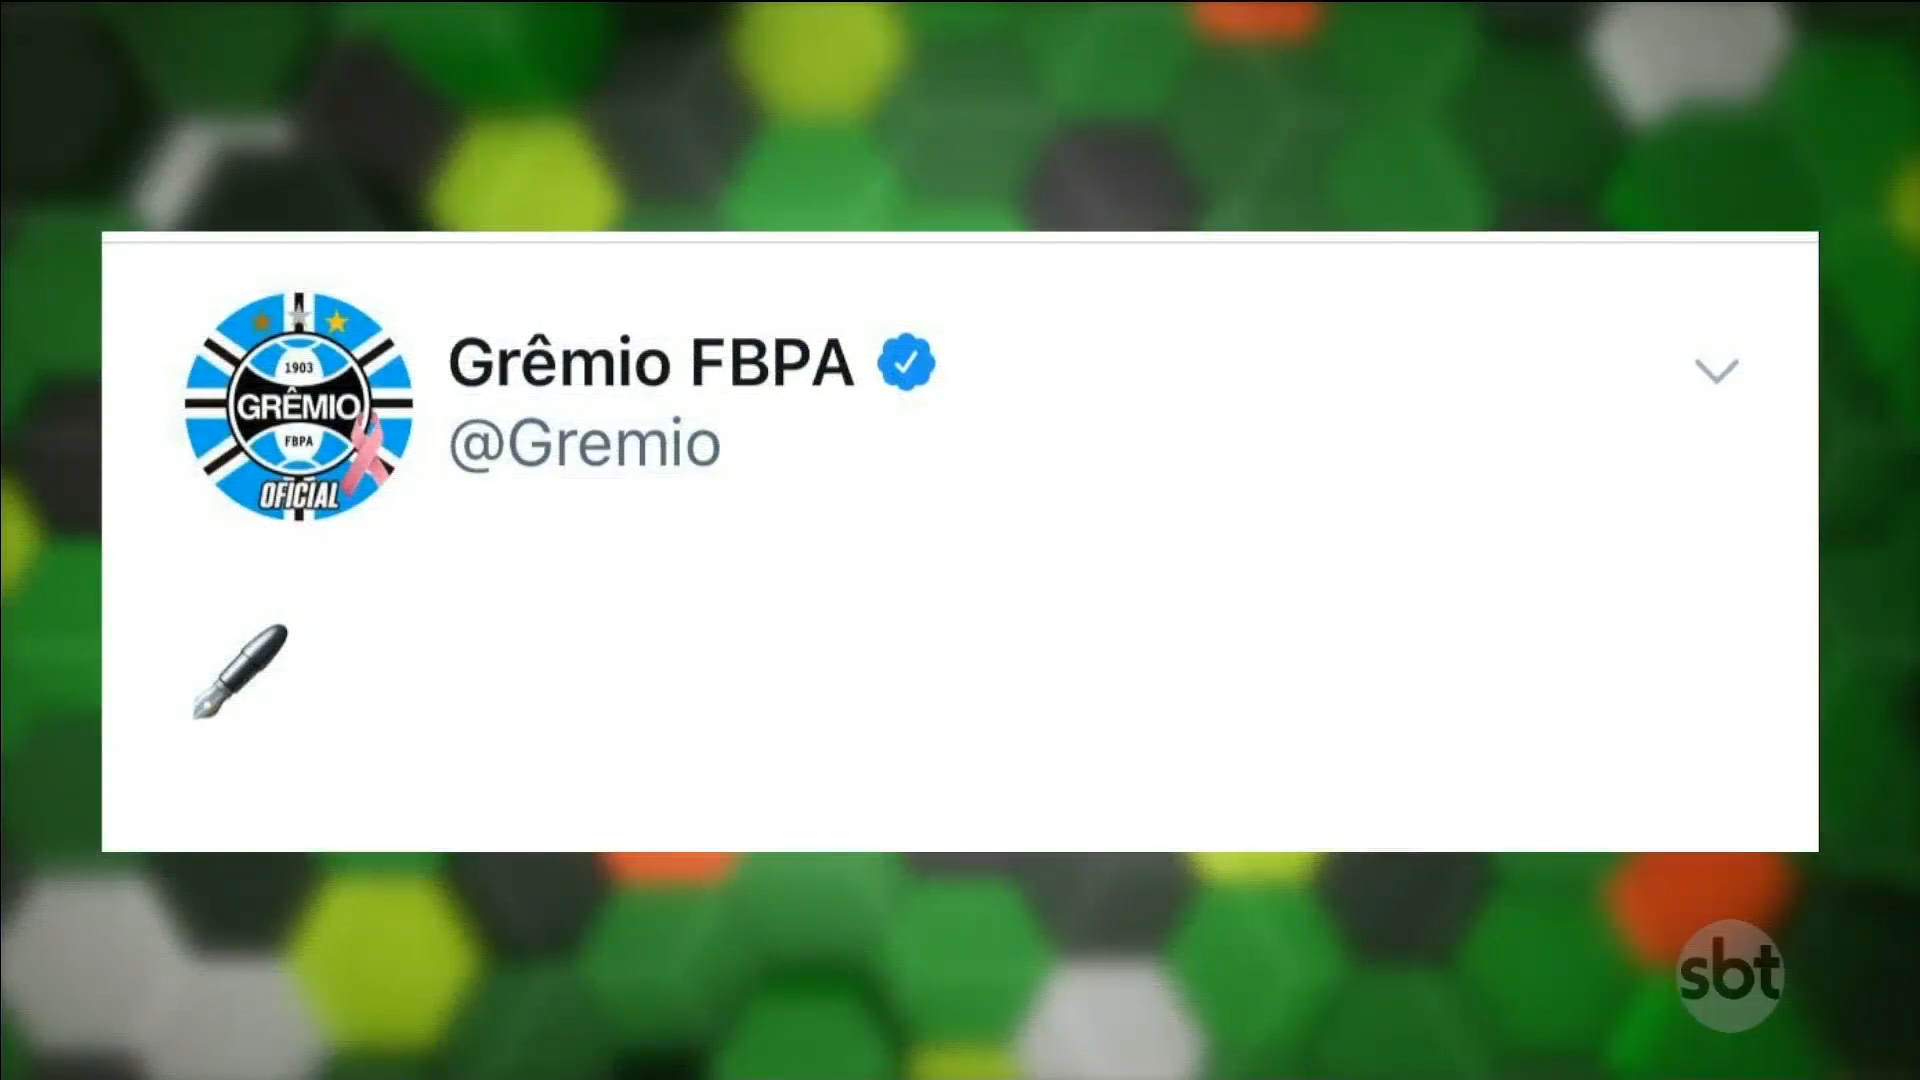 Grêmio FBPA
@Gremio
1903
GRÊMIO
FBPA
OFICIAL
sbt